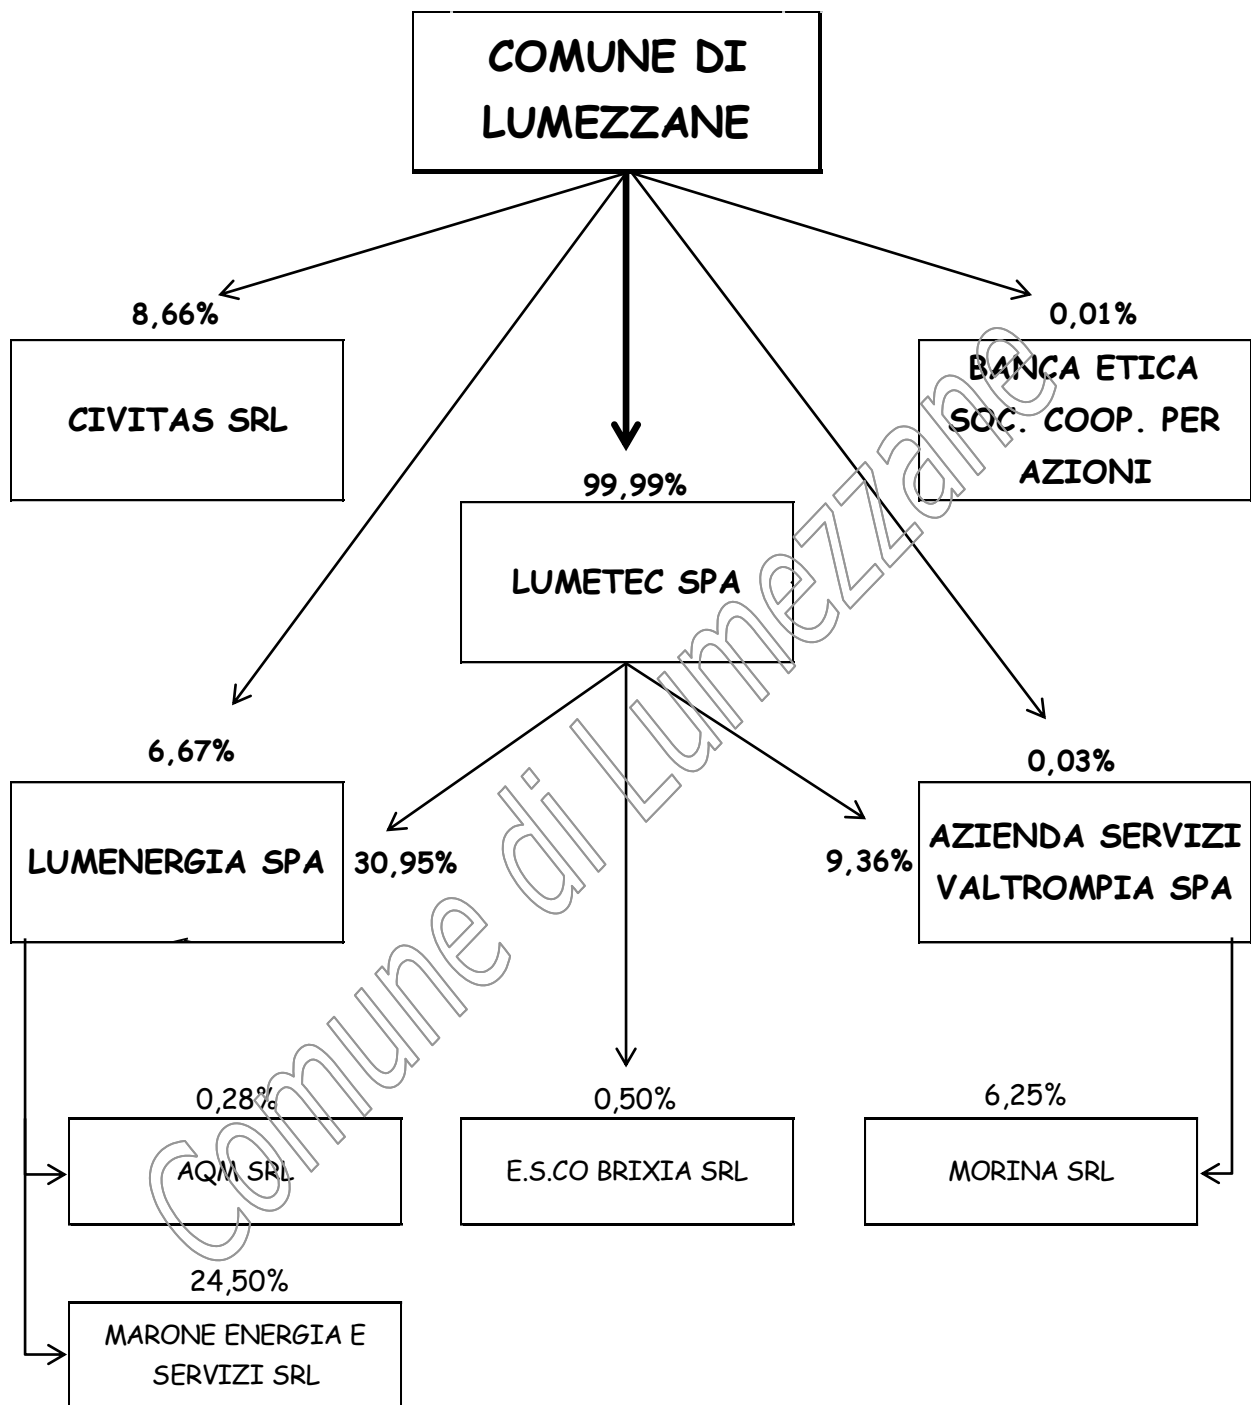 COMUNE DI
LUMEZZANE
8,66%
0,01%
CIVITAS SRL
BANCA ETICA
SOC. COOP. PER
AZIONI
99,99%
LUMETEC SPA
6,67%
0,03%
LUMENERGIA SPA
30,95%
9,36%
AZIENDA SERVIZI
VALTROMPIA SPA
0,28%
0,50%
6,25%
AQM SRL
E.S.CO BRIXIA SRL
MORINA SRL
24,50%
MARONE ENERGIA E
SERVIZI SRL
Comune di Lumezzane